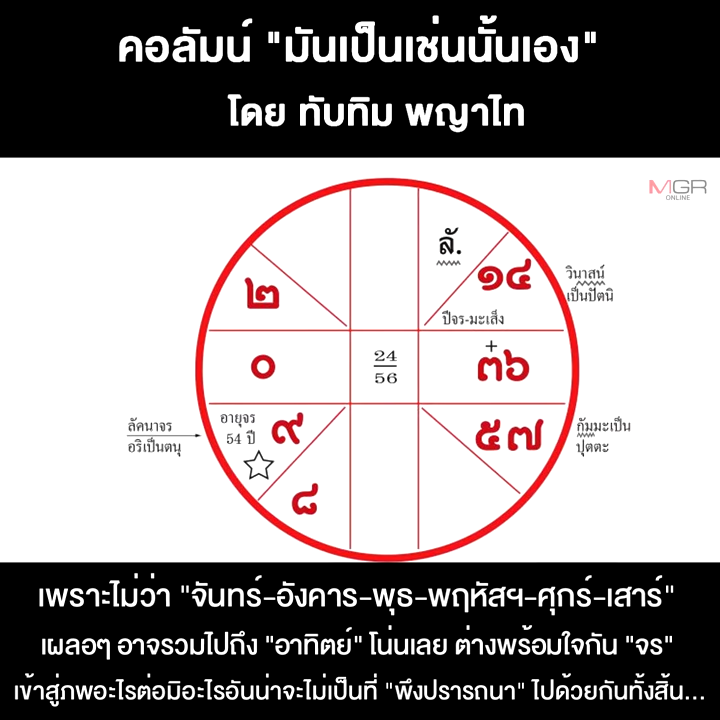 คอลัมน์ "มันเป็นเช่นนั้นเอง"
โดย ทับทิม พญาไท
MGR
ONLINE
ลั.
๑๔
วินาสน์
เป็นปัตนิ
๒
ปีจร-มะเส็ง
๐
24
56
+
๓๖
ลัคนาจร
อริเป็นตนุ
อายุจร
54 ปี
๙
๕๗
กัมมะเป็น
ปุตตะ
๘
เพราะไม่ว่า "จันทร์-อังคาร-พุธ-พฤหัสฯ-ศุกร์-เสาร์"
เผลอๆ อาจรวมไปถึง "อาทิตย์" โน่นเลย ต่างพร้อมใจกัน "จร"
เข้าสู่ภพอะไรต่อมิอะไรอันน่าจะไม่เป็นที่ "พึงปรารถนา" ไปด้วยกันทั้งสิ้น...